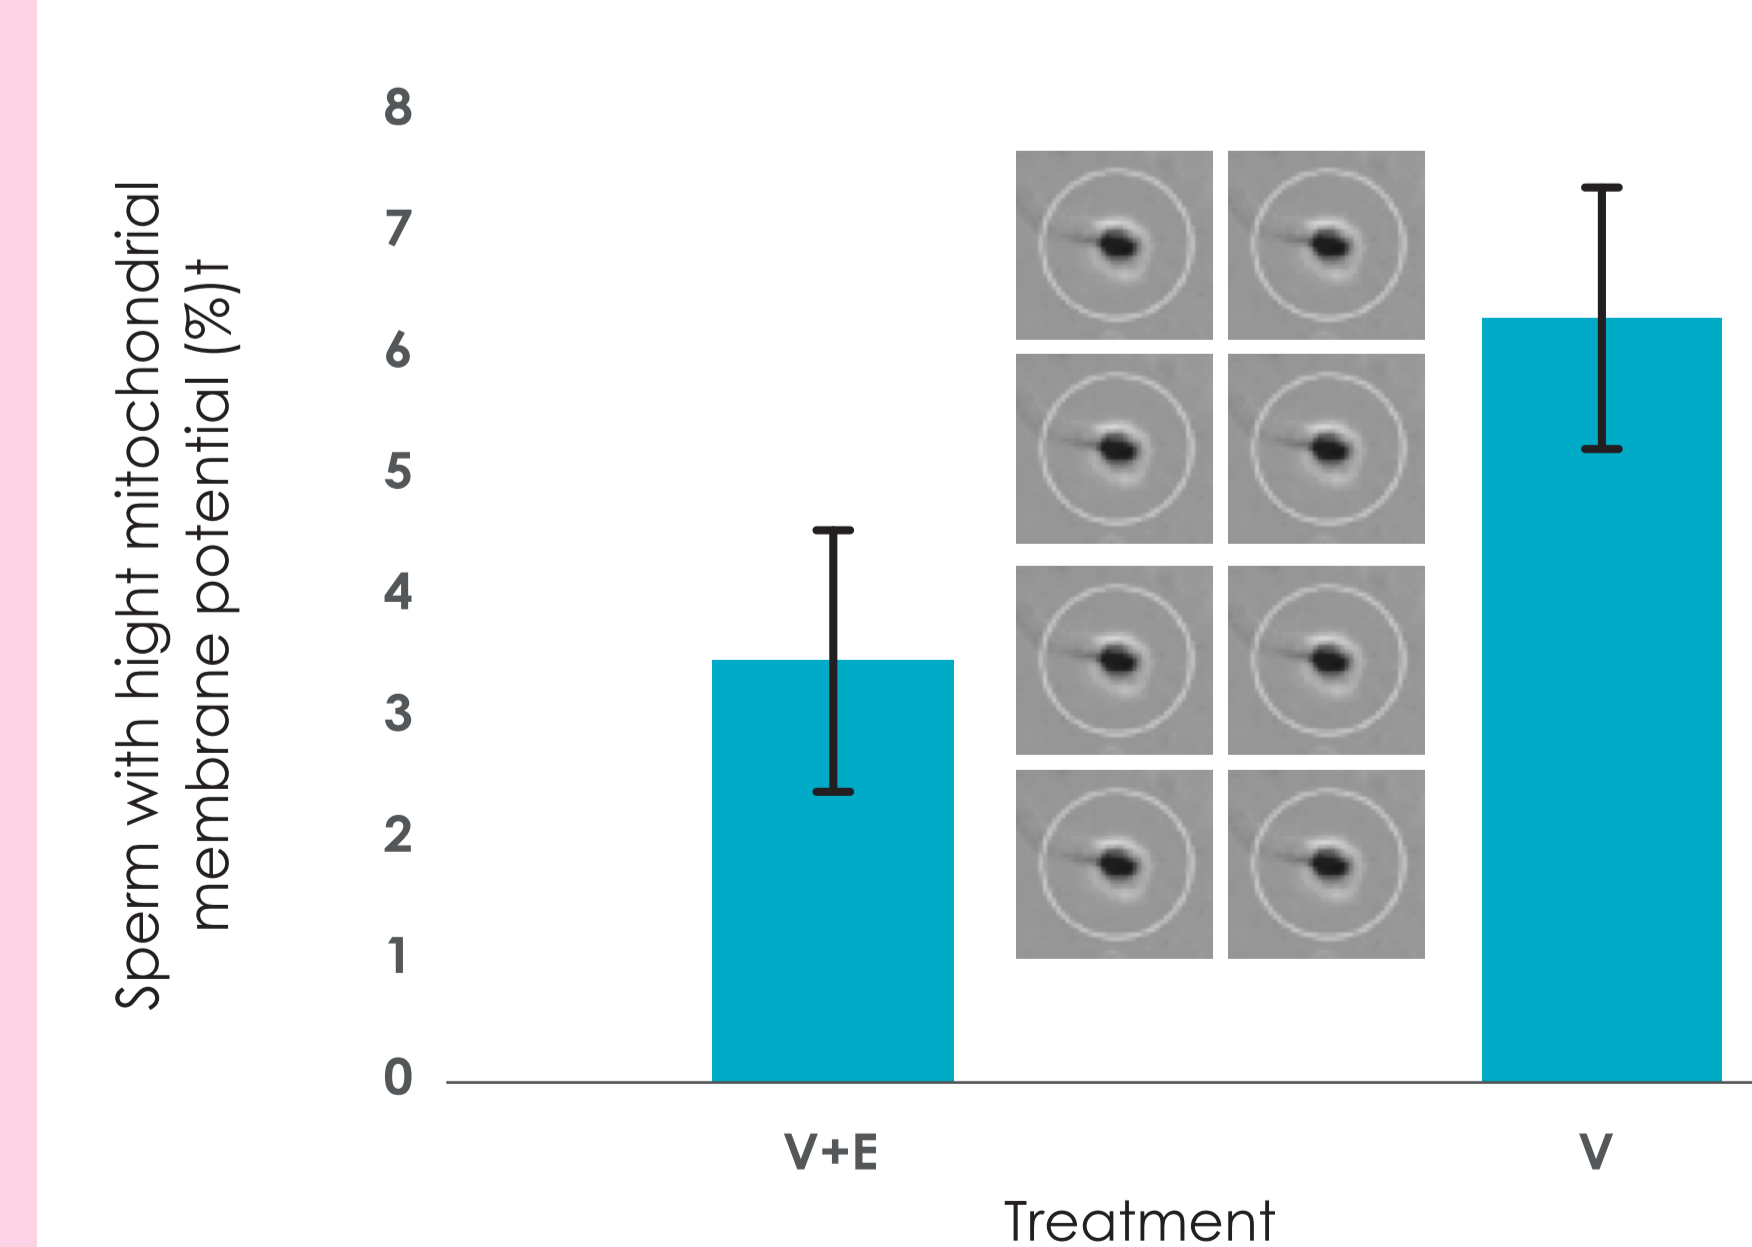 Sperm with hight mitochondrial
membrane potential (%)†
8
7
6
5
4
3
2
1
0
V+E
V
Treatment